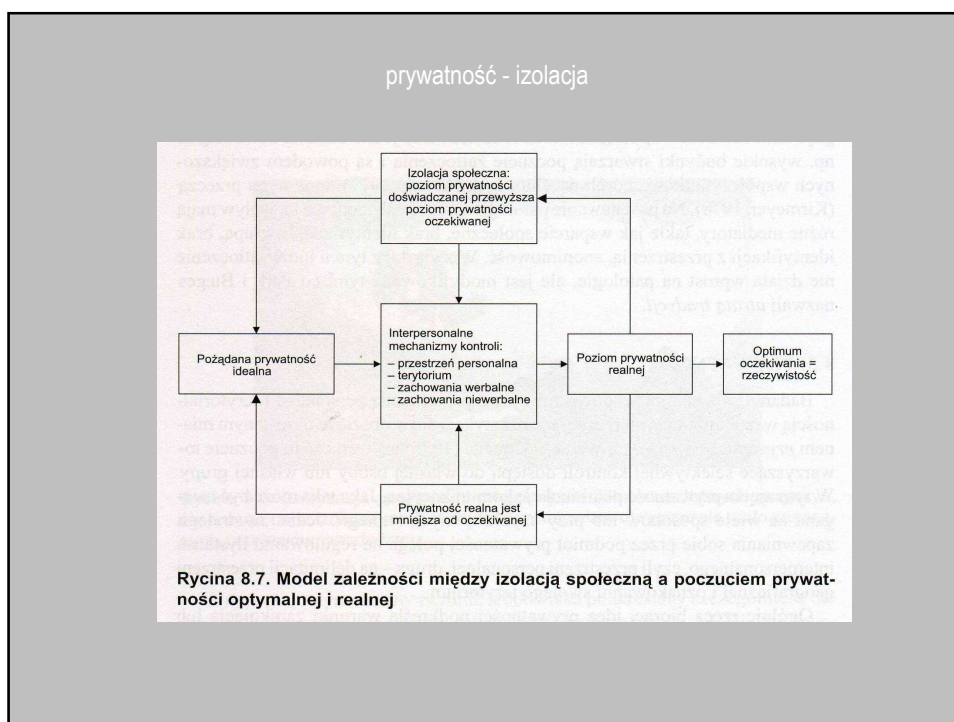 prywatność - izolacja
Izolacja społeczna:
poziom prywatności
doświadczanej przewyższa
poziom prywatności
oczekiwanej
Pożądana prywatność
idealna
Interpersonalne
mechanizmy kontroli:
– przestrzeń personalna
– terytorium
– zachowania werbalne
– zachowania niewerbalne
Poziom prywatności
realnej
Optimum
oczekiwania =
rzeczywistość
Prywatność realna jest
mniejsza od oczekiwanej
Rycina 8.7. Model zależności między izolacją społeczną a poczuciem prywat-
ności optymalnej i realnej